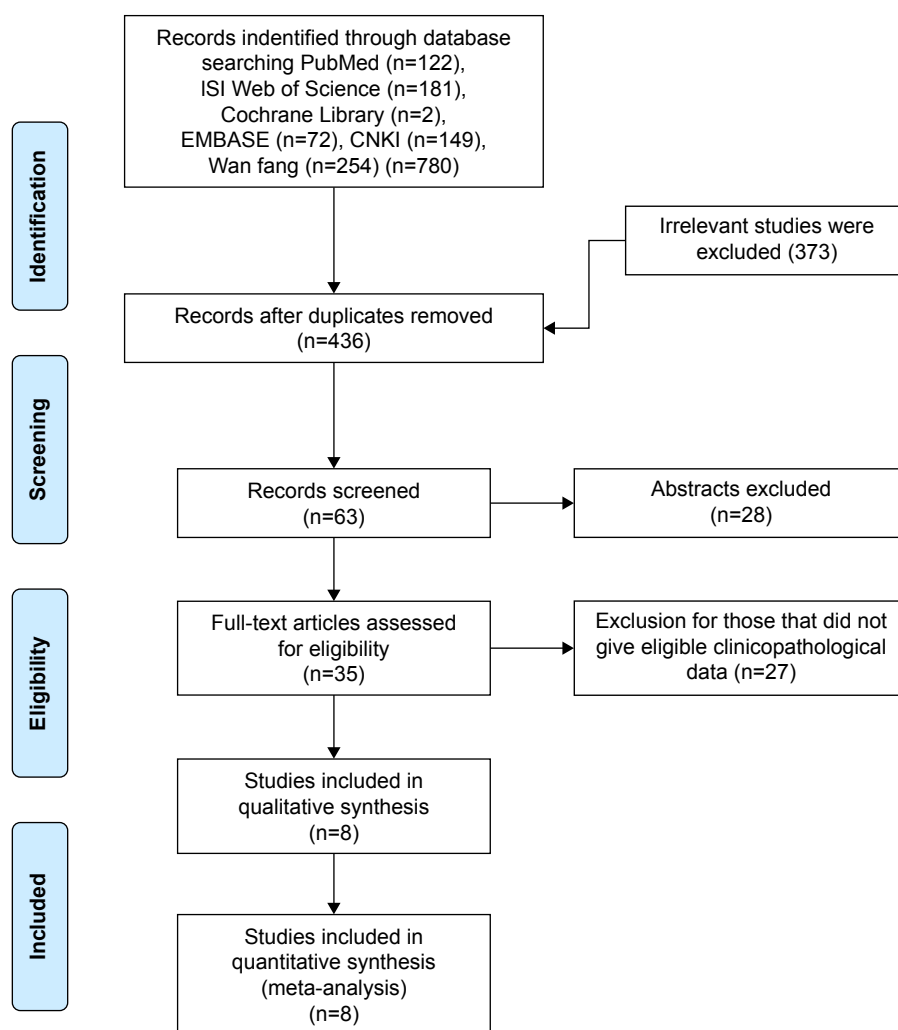 Records indentified through database
searching PubMed (n=122),
ISI Web of Science (n=181),
Cochrane Library (n=2),
EMBASE (n=72), CNKI (n=149),
Wan fang (n=254) (n=780)
Identification
Irrelevant studies were
excluded (373)
Records after duplicates removed
(n=436)
Screening
Records screened
(n=63)
Abstracts excluded
(n=28)
Eligibility
Full-text articles assessed
for eligibility
(n=35)
Exclusion for those that did not
give eligible clinicopathological
data (n=27)
Studies included in
qualitative synthesis
(n=8)
Included
Studies included in
quantitative synthesis
(meta-analysis)
(n=8)